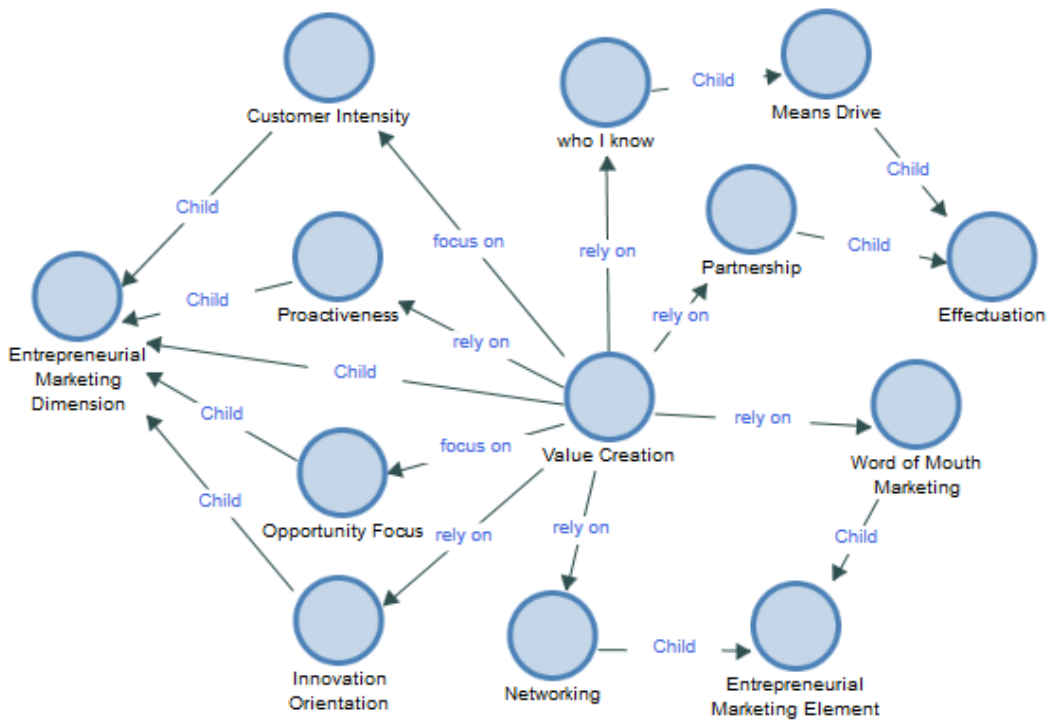 Customer Intensity
who I know
Child
Means Drive
Child
Child
focus on
rely on
Partnership
Child
Effectuation
Entrepreneurial
Marketing
Dimension
Child
Proactiveness
rely on
rely on
Child
Value Creation
rely on
Word of Mouth
Marketing
Child
focus on
Opportunity Focus
Child
rely on
rely on
Child
Innovation
Orientation
Networking
Child
Entrepreneurial
Marketing Element